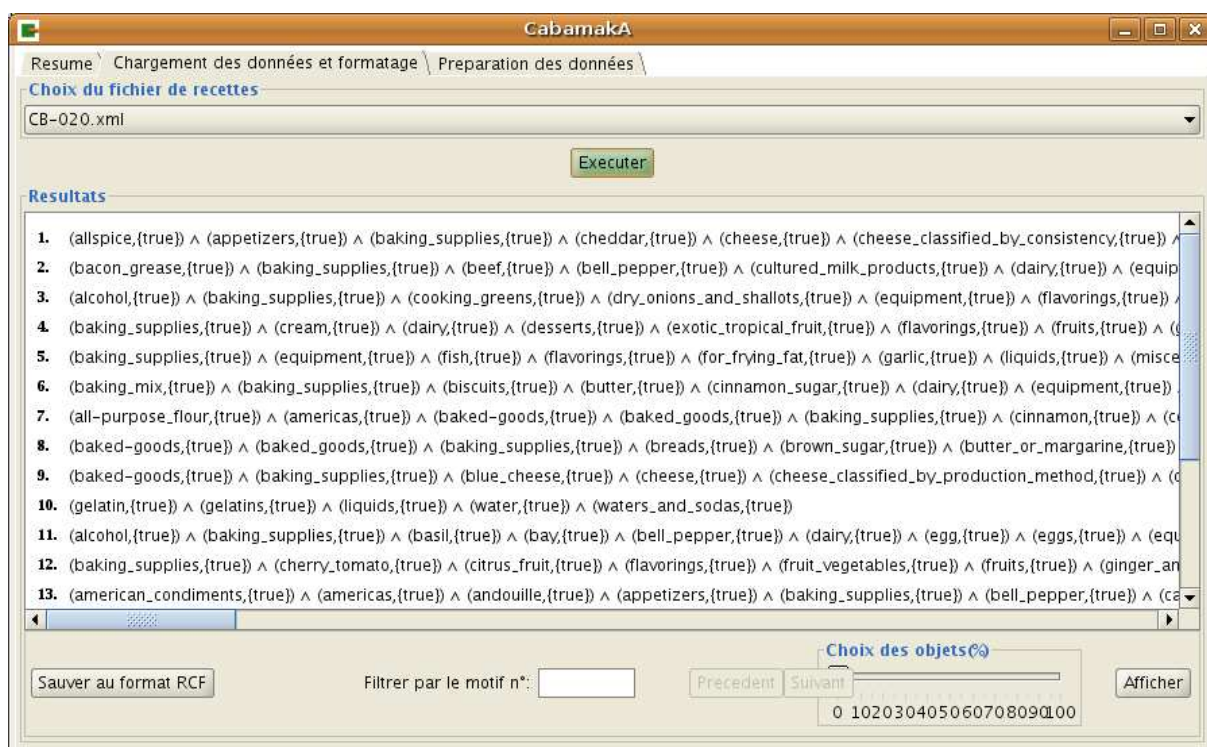 CabamakA
Resume Chargement des données et formatage Preparation des données
Choix du fichier de recettes
CB-020.xml
Executer
Resultats
1. (allspice,{true}) ∧ (appetizers,{true}) ∧ (baking_supplies,{true}) ∧ (cheddar,{true}) ∧ (cheese,{true}) ∧ (cheese_classified_by_consistency,{true}) ∧
2. (bacon_grease,{true}) ∧ (baking_supplies,{true}) ∧ (beef,{true}) ∧ (bell_pepper,{true}) ∧ (cultured_milk_products,{true}) ∧ (dairy,{true}) ∧ (equip
3. (alcohol,{true}) ∧ (baking_supplies,{true}) ∧ (cooking_greens,{true}) ∧ (dry_onions_and_shallots,{true}) ∧ (equipment,{true}) ∧ (flavorings,{true}) ∧
4. (baking_supplies,{true}) ∧ (cream,{true}) ∧ (dairy,{true}) ∧ (desserts,{true}) ∧ (exotic_tropical_fruit,{true}) ∧ (flavorings,{true}) ∧ (fruits,{true}) ∧ (
5. (baking_supplies,{true}) ∧ (equipment,{true}) ∧ (fish,{true}) ∧ (flavorings,{true}) ∧ (for_frying_fat,{true}) ∧ (garlic,{true}) ∧ (liquids,{true}) ∧ (misce
6. (baking_mix,{true}) ∧ (baking_supplies,{true}) ∧ (biscuits,{true}) ∧ (butter,{true}) ∧ (cinnamon_sugar,{true}) ∧ (dairy,{true}) ∧ (equipment,{true})
7. (all-purpose_flour,{true}) ∧ (americas,{true}) ∧ (baked-goods,{true}) ∧ (baked_goods,{true}) ∧ (baking_supplies,{true}) ∧ (cinnamon,{true}) ∧ (c
8. (baked-goods,{true}) ∧ (baked_goods,{true}) ∧ (baking_supplies,{true}) ∧ (breads,{true}) ∧ (brown_sugar,{true}) ∧ (butter_or_margarine,{true})
9. (baked-goods,{true}) ∧ (baking_supplies,{true}) ∧ (blue_cheese,{true}) ∧ (cheese,{true}) ∧ (cheese_classified_by_production_method,{true}) ∧ (
10. (gelatin,{true}) ∧ (gelatins,{true}) ∧ (liquids,{true}) ∧ (water,{true}) ∧ (waters_and_sodas,{true})
11. (alcohol,{true}) ∧ (baking_supplies,{true}) ∧ (basil,{true}) ∧ (bay,{true}) ∧ (bell_pepper,{true}) ∧ (dairy,{true}) ∧ (egg,{true}) ∧ (eggs,{true}) ∧ (equ
12. (baking_supplies,{true}) ∧ (cherry_tomato,{true}) ∧ (citrus_fruit,{true}) ∧ (flavorings,{true}) ∧ (fruit_vegetables,{true}) ∧ (fruits,{true}) ∧ (ginger_an
13. (american_condiments,{true}) ∧ (americas,{true}) ∧ (andouille,{true}) ∧ (appetizers,{true}) ∧ (baking_supplies,{true}) ∧ (bell_pepper,{true}) ∧ (ca
Choix des objets(%)
Sauver au format RCF Filtrer par le motif n°: Precedent Suivant Afficher
0 102030405060708090100